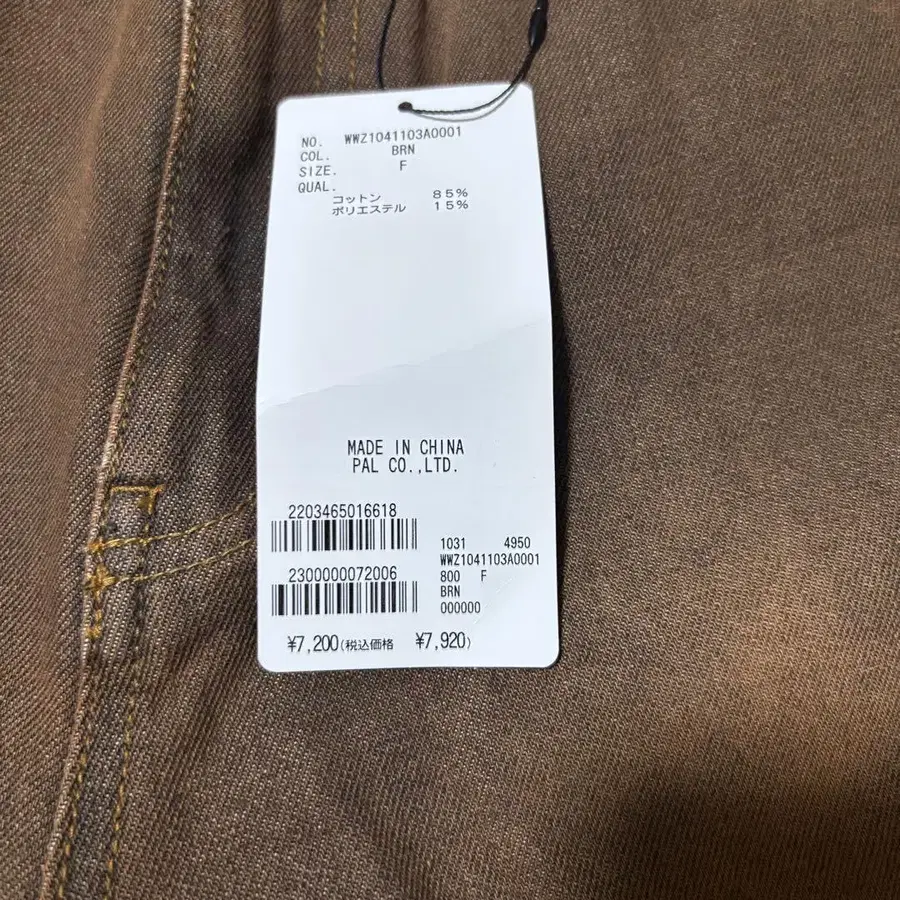 NO. WWZ1041103A0001
COL. BRN
SIZE. F
QUAL.
コットン 85%
ポリエステル 15%
MADE IN CHINA
PAL CO.,LTD.
2203465016618
2300000072006
1031 4950
WWZ1041103A0001
800 F
BRN
000000
¥7,200(税込価格 ¥7,920)